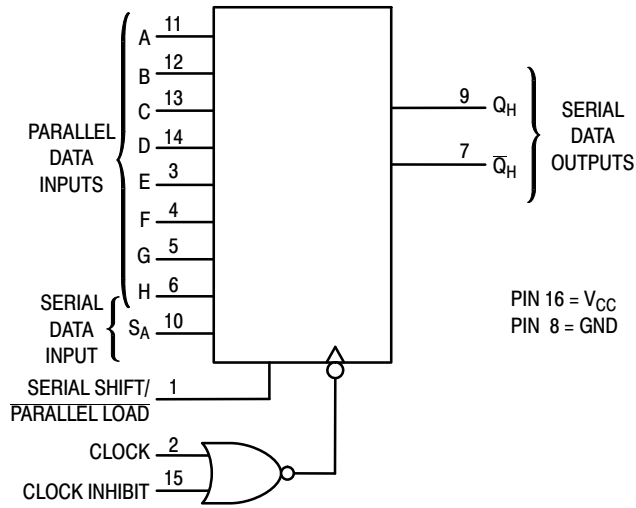 PARALLEL
DATA
INPUTS
A 11
B 12
C 13
D 14
E 3
F 4
G 5
H 6
SERIAL
DATA
INPUT
SA 10
SERIAL SHIFT/ 1
PARALLEL LOAD
CLOCK 2
CLOCK INHIBIT 15
9 QH
7 Q̅H
SERIAL
DATA
OUTPUTS
PIN 16 = VCC
PIN 8 = GND